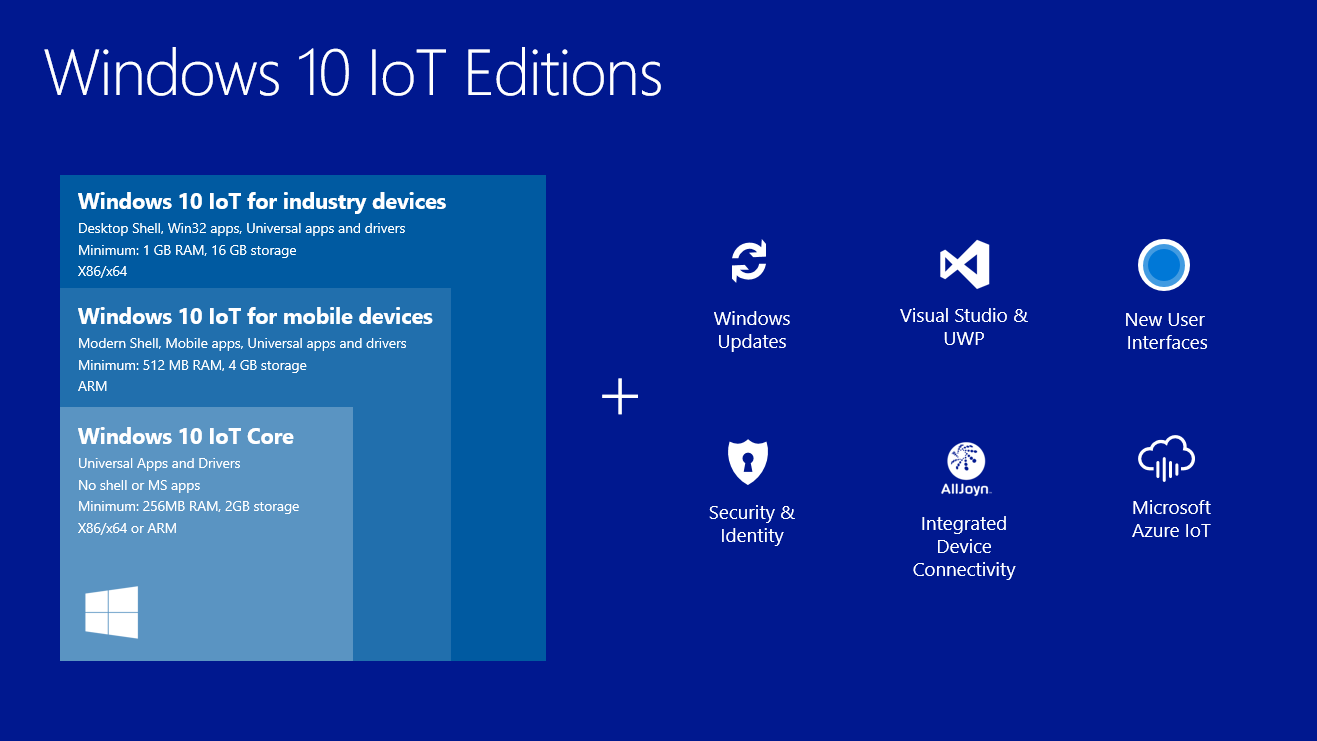 Windows 10 IoT Editions
Windows 10 IoT for industry devices
Desktop Shell, Win32 apps, Universal apps and drivers
Minimum: 1 GB RAM, 16 GB storage
X86/x64
Windows 10 IoT for mobile devices
Modern Shell, Mobile apps, Universal apps and drivers
Minimum: 512 MB RAM, 4 GB storage
ARM
Windows 10 IoT Core
Universal Apps and Drivers
No shell or MS apps
Minimum: 256MB RAM, 2GB storage
X86/x64 or ARM
+
Windows
Updates
Visual Studio &
UWP
New User
Interfaces
Security &
Identity
AllJoyn.
Integrated
Device
Connectivity
Microsoft
Azure IoT